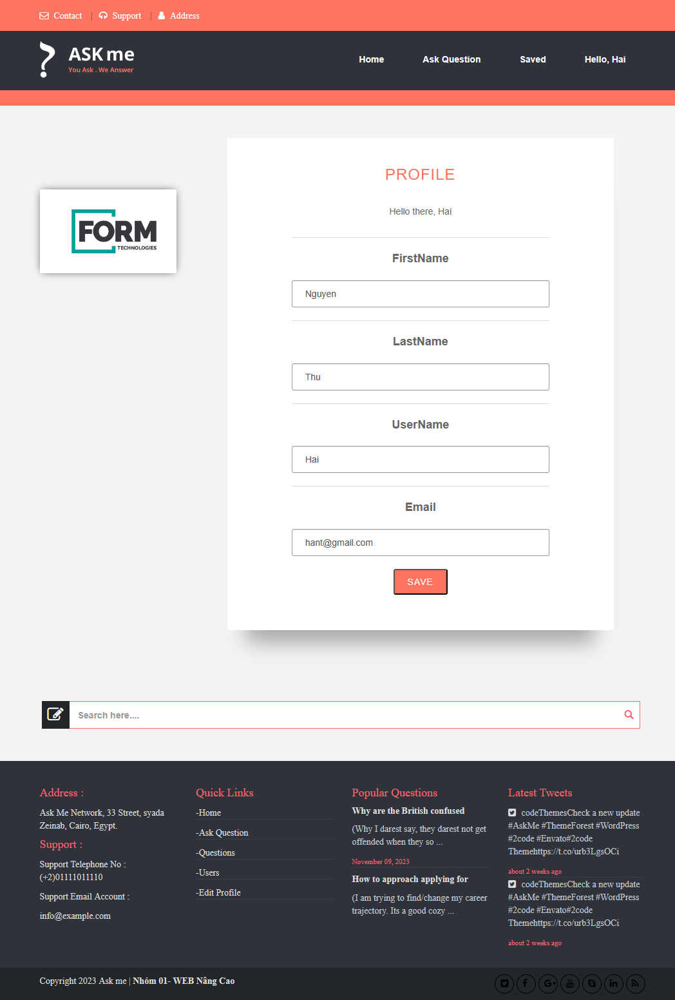 Contact | Support | Address
ASK me
You Ask . We Answer
Home Ask Question Saved Hello, Hai
PROFILE
Hello there, Hai
FORM
TECHNOLOGIES
FirstName
Nguyen
LastName
Thu
UserName
Hai
Email
hant@gmail.com
SAVE
Search here....
Address :
Ask Me Network, 33 Street, syada
Zeinab, Cairo, Egypt.
Support :
Support Telephone No :
(+2)01111011110
Support Email Account :
info@example.com
Quick Links
-Home
-Ask Question
-Questions
-Users
-Edit Profile
Popular Questions
Why are the British confused
(Why I darest say, they darest not get
offended when they so ...
November 09, 2023
How to approach applying for
(I am trying to find/change my career
trajectory. Its a good cozy ...
Latest Tweets
codeThemesCheck a new update
#AskMe #ThemeForest #WordPress
#2code #Envato#2code
Themehttps://t.co/urb3LgsOCi
about 2 weeks ago
codeThemesCheck a new update
#AskMe #ThemeForest #WordPress
#2code #Envato#2code
Themehttps://t.co/urb3LgsOCi
about 2 weeks ago
Copyright 2023 Ask me | Nhóm 01- WEB Nâng Cao